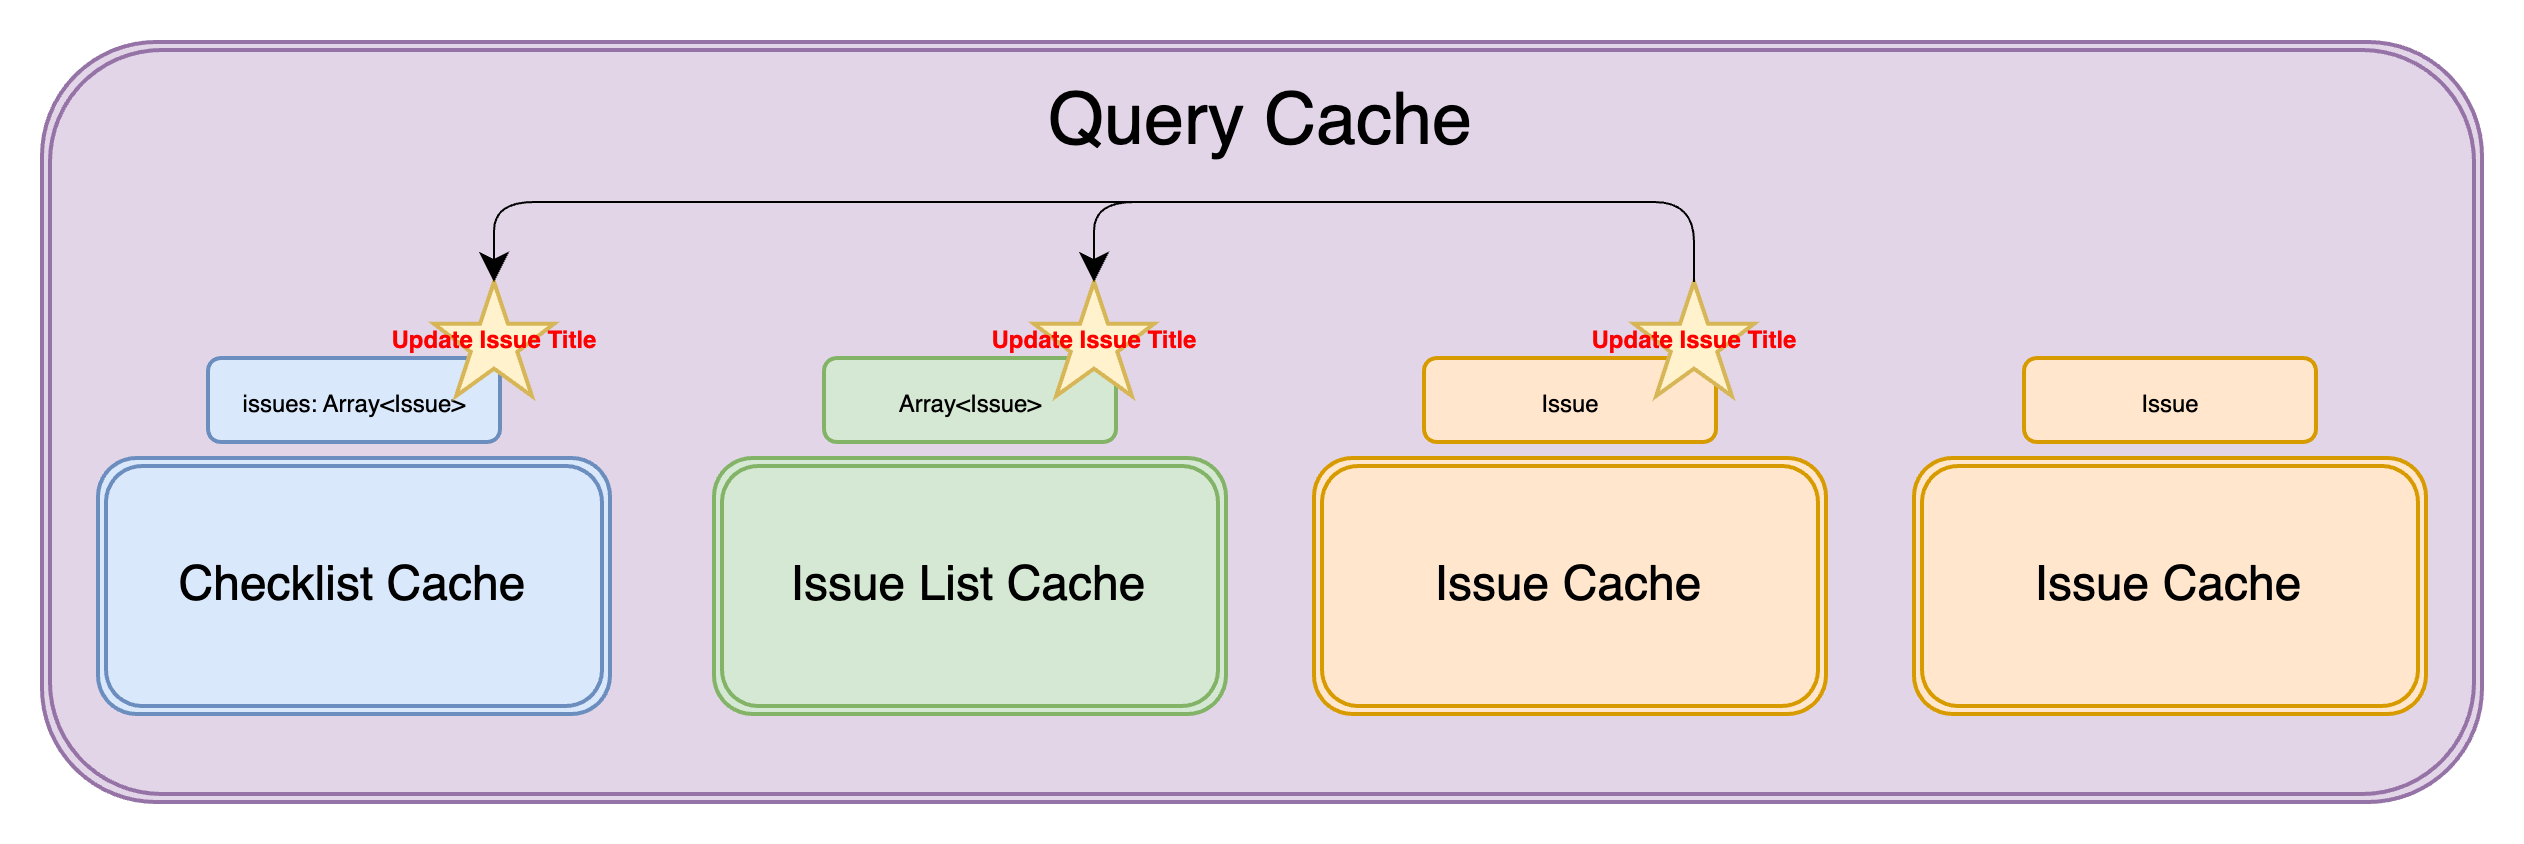 Query Cache
Update Issue Title
Update Issue Title
Update Issue Title
issues: Array<Issue>
Array<Issue>
Issue
Issue
Checklist Cache
Issue List Cache
Issue Cache
Issue Cache